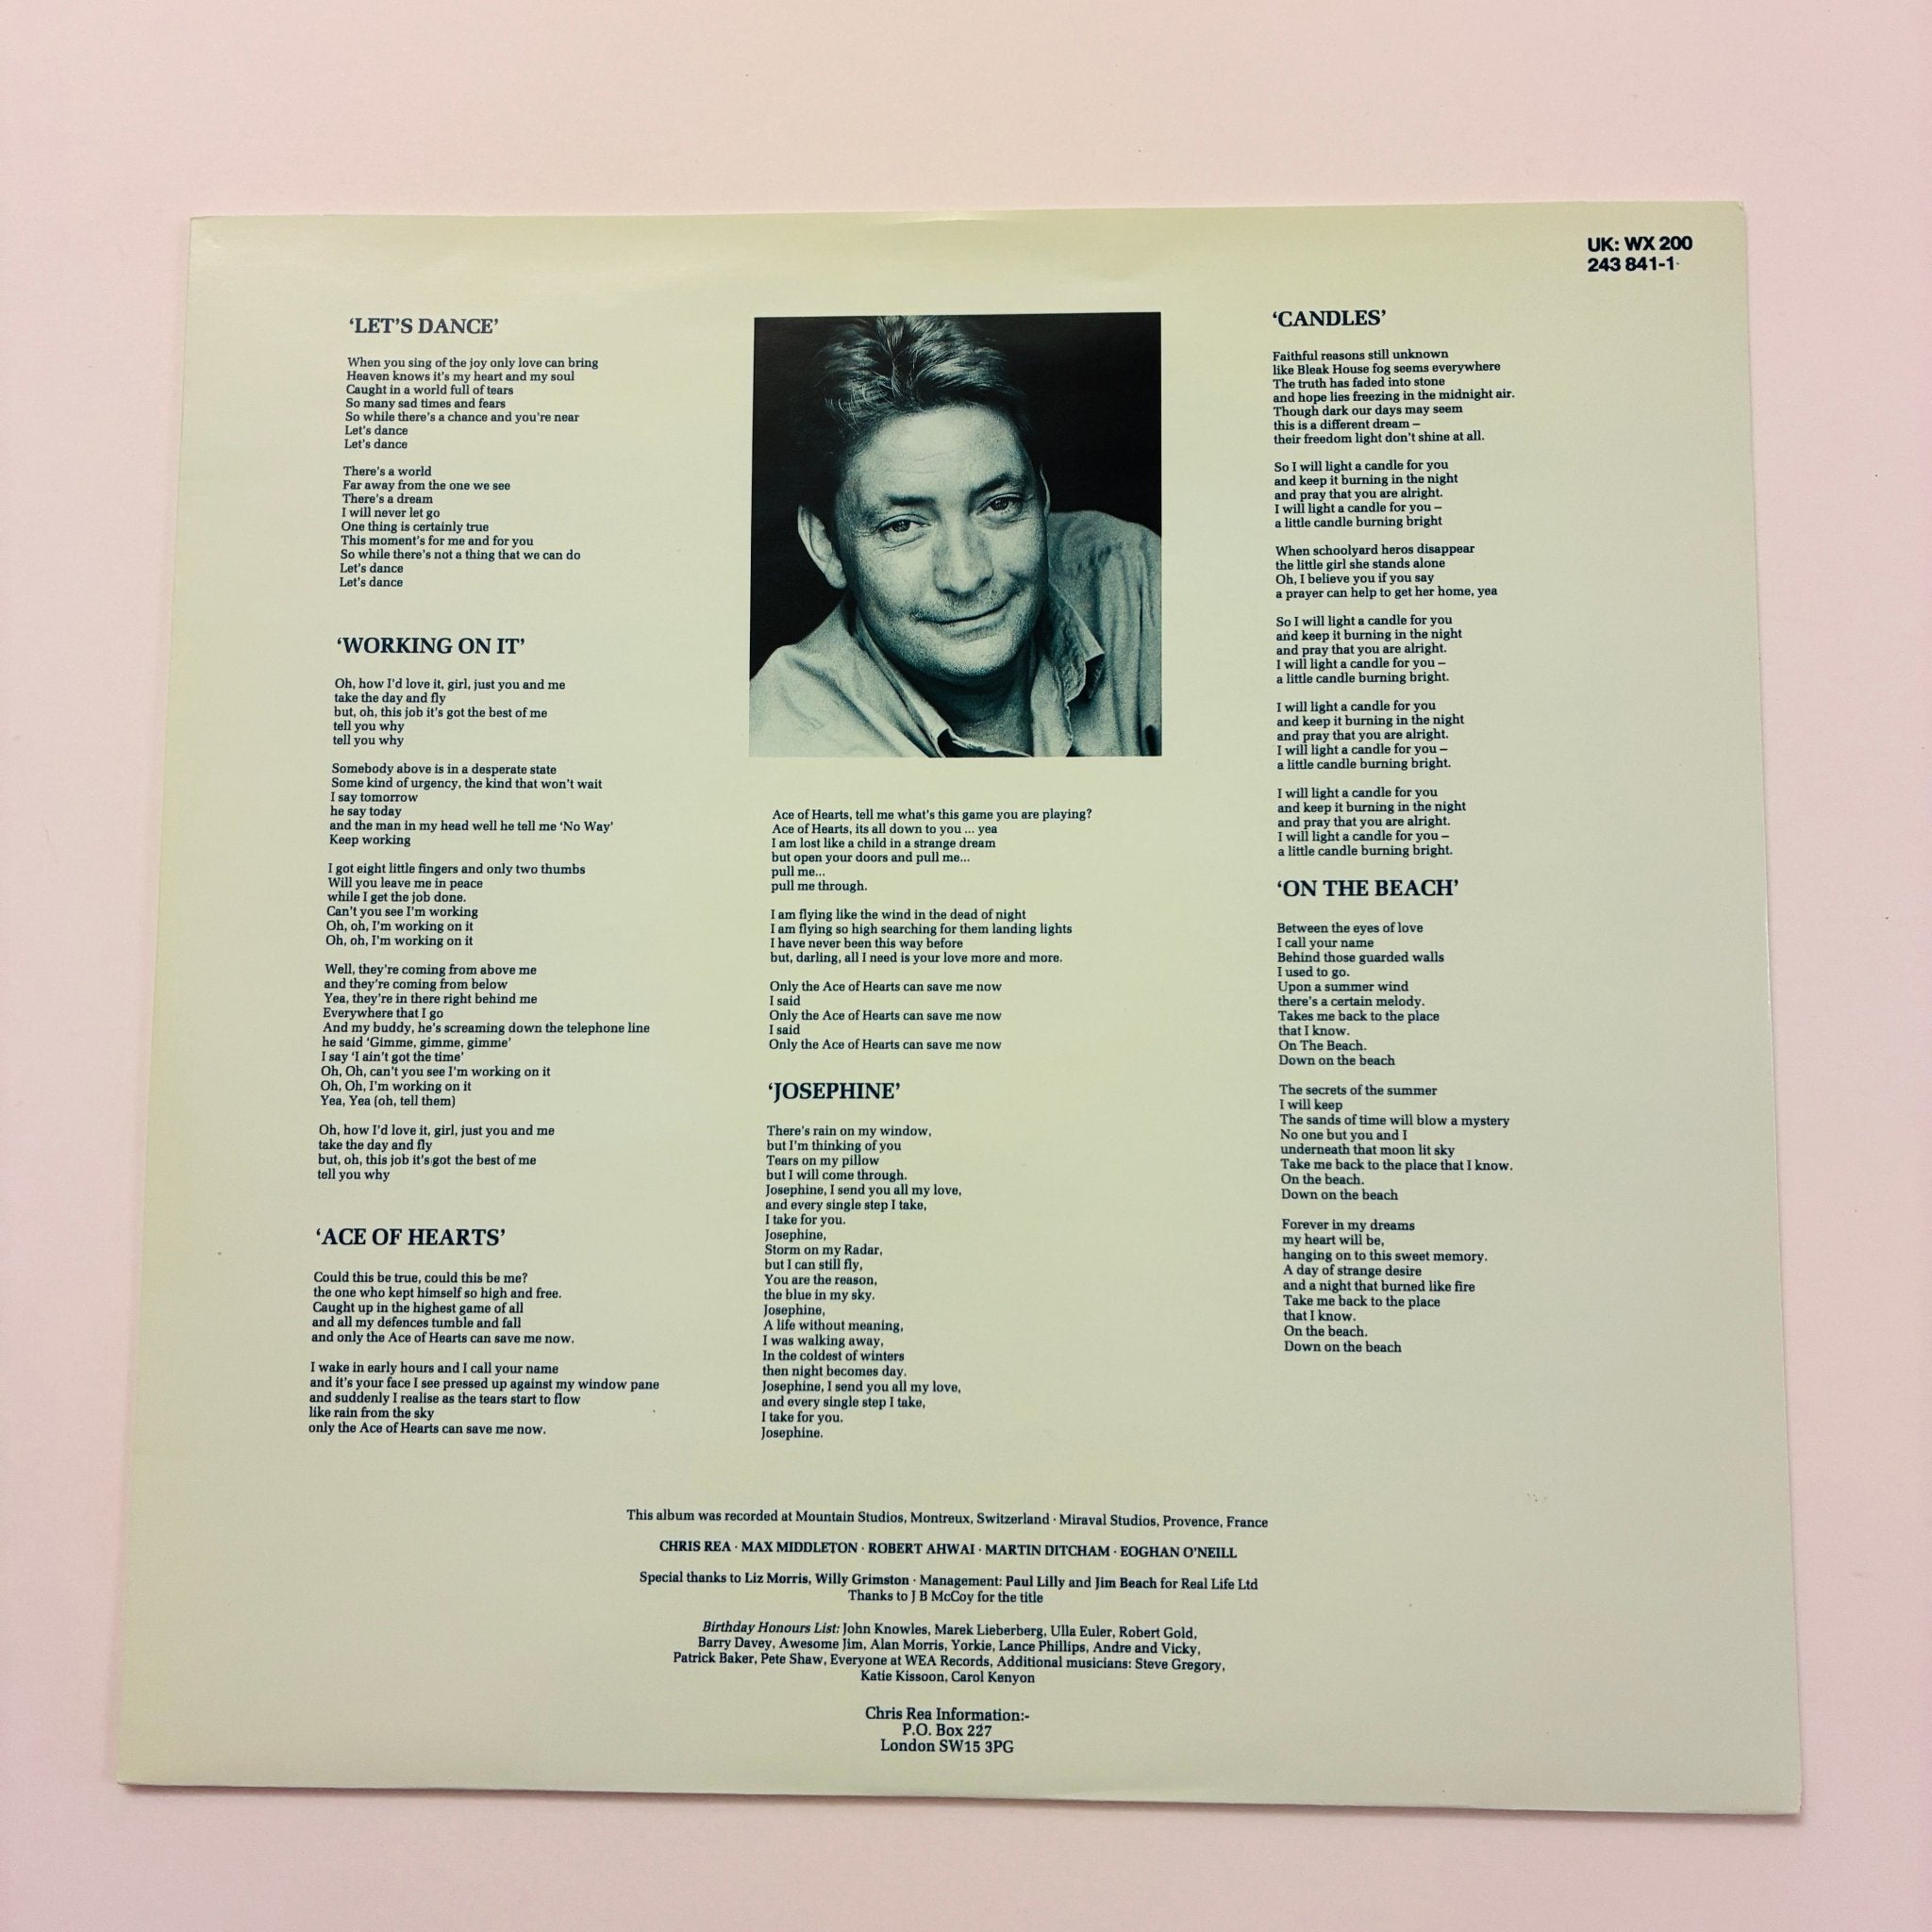 UK: WX 200
243 841-1
‘LET’S DANCE’
When you sing of the joy only love can bring
Heaven knows it’s my heart and my soul
Caught in a world full of tears
So many sad times and fears
So while there’s a chance and you’re near
Let’s dance
Let’s dance
There’s a world
Far away from the one we see
There’s a dream
I will never let go
One thing is certainly true
This moment’s for me and for you
So while there’s not a thing that we can do
Let’s dance
Let’s dance
‘WORKING ON IT’
Oh, how I’d love it, girl, just you and me
take the day and fly
but, oh, this job it’s got the best of me
tell you why
tell you why
Somebody above is in a desperate state
Some kind of urgency, the kind that won’t wait
I say tomorrow
he say today
and the man in my head well he tell me ‘No Way’
Keep working
I got eight little fingers and only two thumbs
Will you leave me in peace
while I get the job done.
Can’t you see I’m working
Oh, oh, I’m working on it
Oh, oh, I’m working on it
Well, they’re coming from above me
and they’re coming from below
Yea, they’re in there right behind me
Everywhere that I go
And my buddy, he’s screaming down the telephone line
he said ‘Gimme, gimme, gimme’
I say ‘I ain’t got the time’
Oh, Oh, can’t you see I’m working on it
Oh, Oh, I’m working on it
Yea, Yea (oh, tell them)
Oh, how I’d love it, girl, just you and me
take the day and fly
but, oh, this job it’s got the best of me
tell you why
‘ACE OF HEARTS’
Could this be true, could this be me?
the one who kept himself so high and free.
Caught up in the highest game of all
and all my defences tumble and fall
and only the Ace of Hearts can save me now.
I wake in early hours and I call your name
and it’s your face I see pressed up against my window pane
and suddenly I realise as the tears start to flow
like rain from the sky
only the Ace of Hearts can save me now.
Ace of Hearts, tell me what’s this game you are playing?
Ace of Hearts, its all down to you ... yea
I am lost like a child in a strange dream
but open your doors and pull me...
pull me...
pull me through.
I am flying like the wind in the dead of night
I am flying so high searching for them landing lights
I have never been this way before
but, darling, all I need is your love more and more.
Only the Ace of Hearts can save me now
I said
Only the Ace of Hearts can save me now
I said
Only the Ace of Hearts can save me now
‘JOSEPHINE’
There’s rain on my window,
but I’m thinking of you
Tears on my pillow
but I will come through.
Josephine, I send you all my love,
and every single step I take,
I take for you.
Josephine,
Storm on my Radar,
but I can still fly,
You are the reason,
the blue in my sky.
Josephine,
A life without meaning,
I was walking away,
In the coldest of winters
then night becomes day.
Josephine, I send you all my love,
and every single step I take,
I take for you.
Josephine.
‘CANDLES’
Faithful reasons still unknown
like Bleak House fog seems everywhere
The truth has faded into stone
and hope lies freezing in the midnight air.
Though dark our days may seem
this is a different dream –
their freedom light don’t shine at all.
So I will light a candle for you
and keep it burning in the night
and pray that you are alright.
I will light a candle for you –
a little candle burning bright
When schoolyard heros disappear
the little girl she stands alone
Oh, I believe you if you say
a prayer can help to get her home, yea
So I will light a candle for you
and keep it burning in the night
and pray that you are alright.
I will light a candle for you –
a little candle burning bright.
I will light a candle for you
and keep it burning in the night
and pray that you are alright.
I will light a candle for you –
a little candle burning bright.
I will light a candle for you
and keep it burning in the night
and pray that you are alright.
I will light a candle for you –
a little candle burning bright.
‘ON THE BEACH’
Between the eyes of love
I call your name
Behind those guarded walls
I used to go.
Upon a summer wind
there’s a certain melody.
Takes me back to the place
that I know.
On The Beach.
Down on the beach
The secrets of the summer
I will keep
The sands of time will blow a mystery
No one but you and I
underneath that moon lit sky
Take me back to the place that I know.
On the beach.
Down on the beach
Forever in my dreams
my heart will be,
hanging on to this sweet memory.
A day of strange desire
and a night that burned like fire
Take me back to the place
that I know.
On the beach.
Down on the beach
This album was recorded at Mountain Studios, Montreux, Switzerland · Miraval Studios, Provence, France
CHRIS REA · MAX MIDDLETON · ROBERT AHWAI · MARTIN DITCHAM · EOGHAN O’NEILL
Special thanks to Liz Morris, Willy Grimston · Management: Paul Lilly and Jim Beach for Real Life Ltd
Thanks to J B McCoy for the title
Birthday Honours List: John Knowles, Marek Lieberberg, Ulla Euler, Robert Gold,
Barry Davey, Awesome Jim, Alan Morris, Yorkie, Lance Phillips, Andre and Vicky,
Patrick Baker, Pete Shaw, Everyone at WEA Records, Additional musicians: Steve Gregory,
Katie Kissoon, Carol Kenyon
Chris Rea Information:-
P.O. Box 227
London SW15 3PG